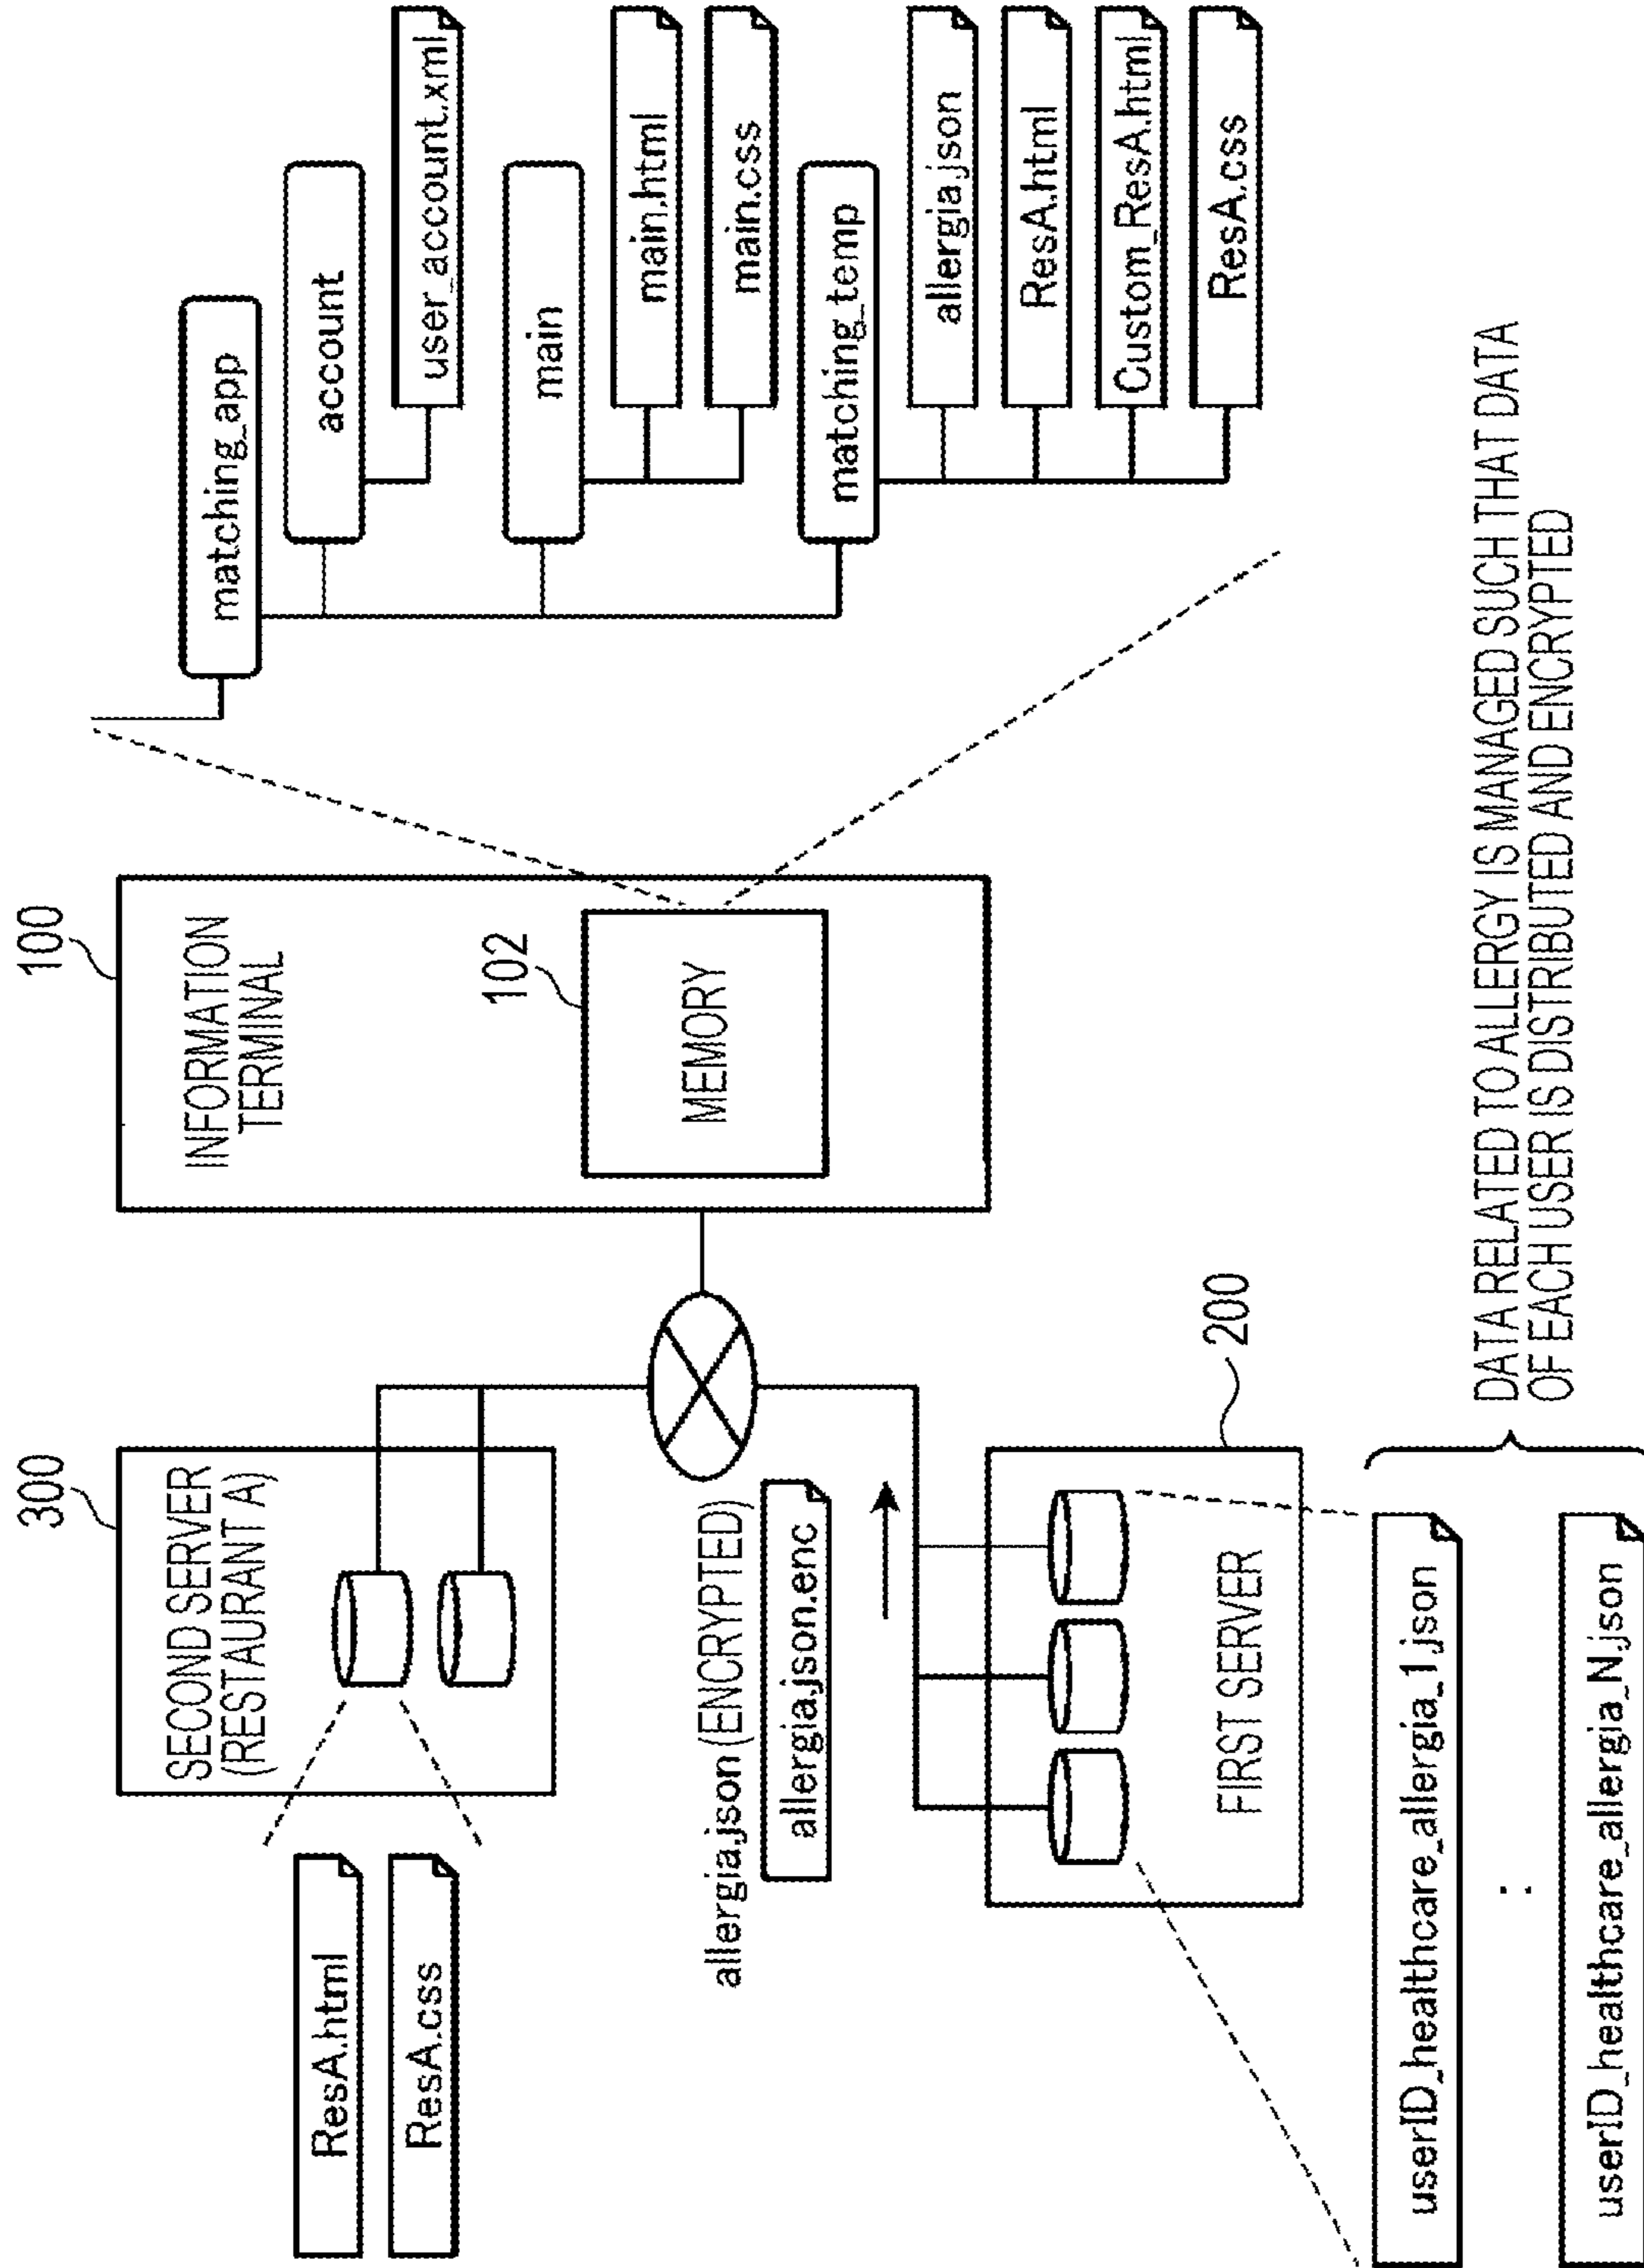 300
SECOND SERVER
(RESTAURANT A)
ResA.html
ResA.css
allergia.json (ENCRYPTED)
allergia.json.enc
200
FIRST SERVER
userID_healthcare_allergia_1.json
:
userID_healthcare_allergia_N.json
DATA RELATED TO ALLERGY IS MANAGED SUCH THAT DATA
OF EACH USER IS DISTRIBUTED AND ENCRYPTED
100
INFORMATION
TERMINAL
102
MEMORY
matching_app
account
user_account.xml
main
main.html
main.css
matching_temp
allergia.json
ResA.html
Custom_ResA.html
ResA.css